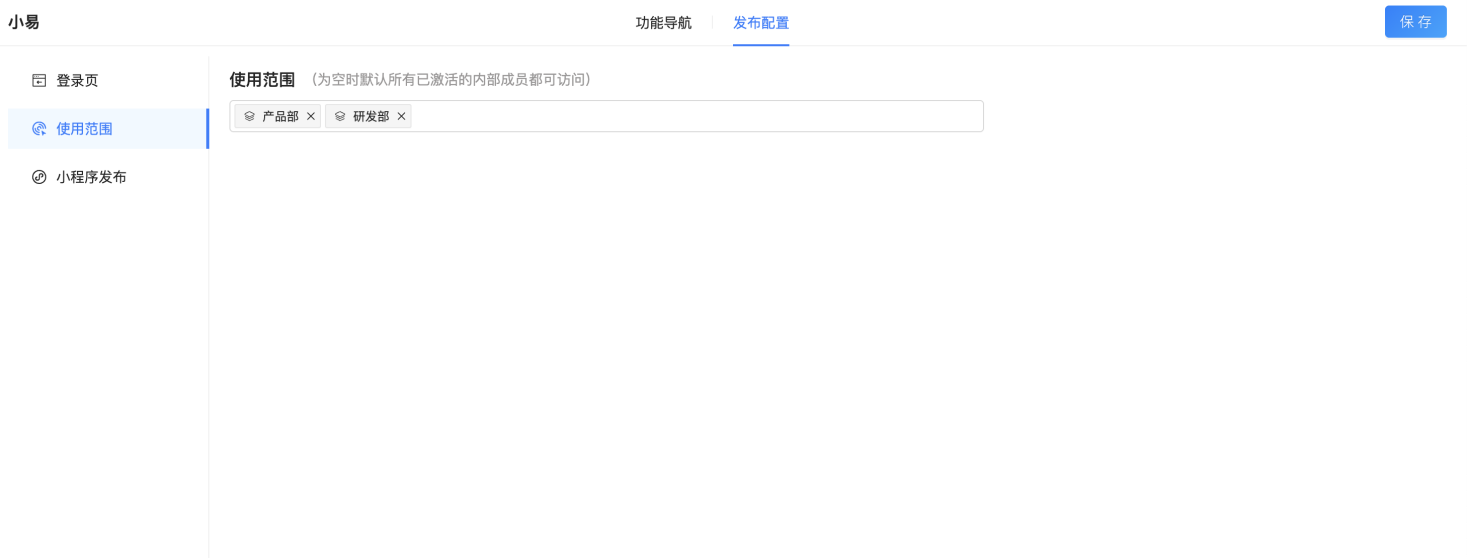 小易
功能导航
发布配置
保存
登录页
使用范围
小程序发布
使用范围 （为空时默认所有已激活的内部成员都可访问）
产品部 研发部